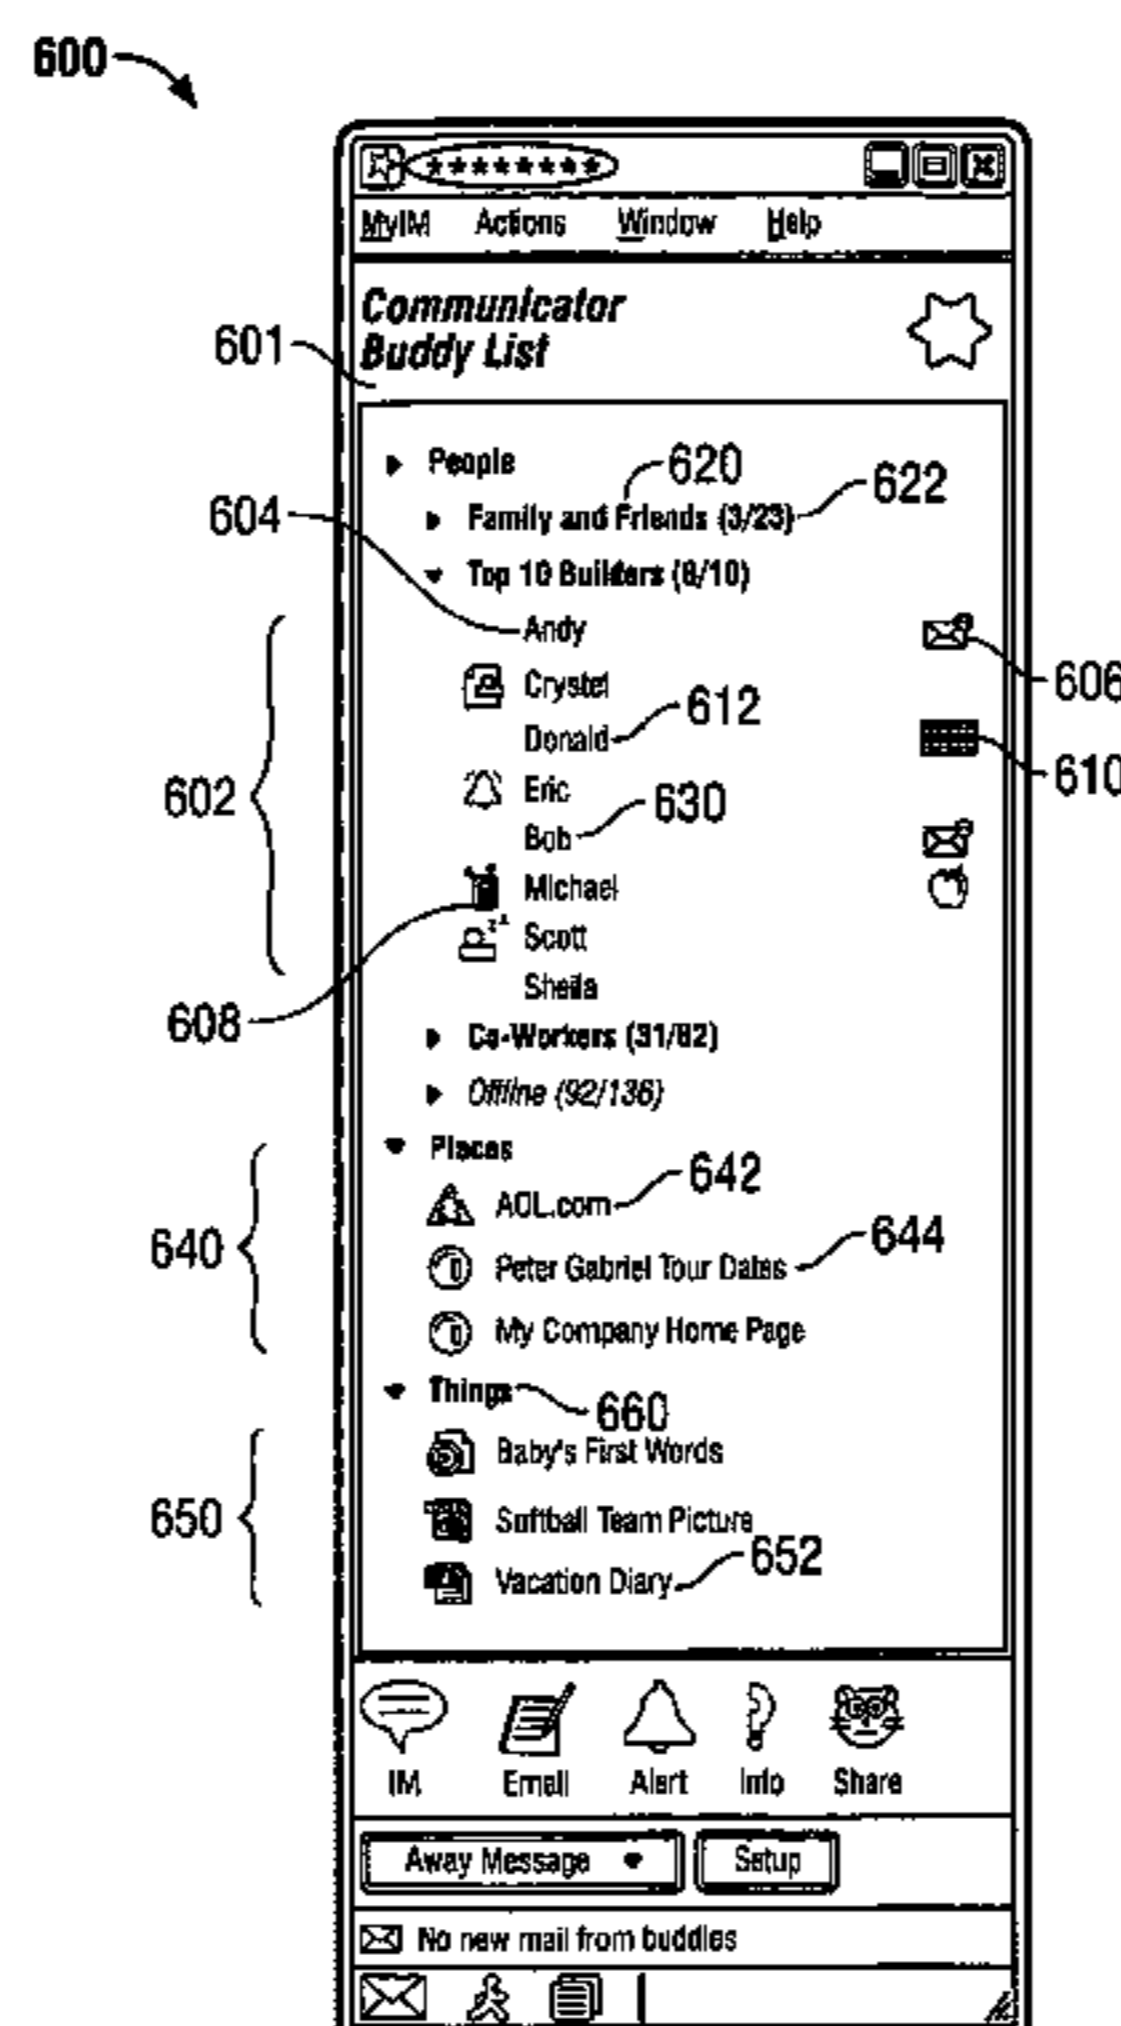 600
********
MyIM Actions Window Help
Communicator
Buddy List
601
People
620
622
604
Family and Friends (3/23)
Top 10 Builders (8/10)
Andy
606
Crystel
612
Donald
610
602
Eric
630
Bob
Michael
Scott
Sheila
608
Co-Workers (31/82)
Offline (92/136)
Places
642
AOL.com
644
640
Peter Gabriel Tour Dates
My Company Home Page
Things
660
Baby's First Words
650
Softball Team Picture
652
Vacation Diary
IM Email Alert Info Share
Away Message Setup
No new mail from buddies